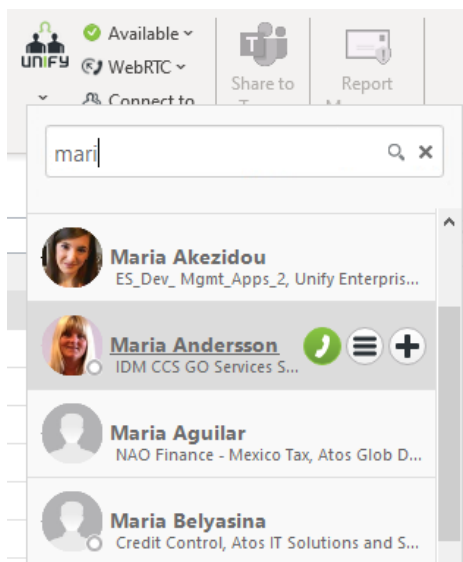 Available
UNIFY
WebRTC
Share to
Report
Connect to
mari
Maria Akezidou
ES_Dev_ Mgmt_Apps_2, Unify Enterpris...
Maria Andersson
IDM CCS GO Services S...
Maria Aguilar
NAO Finance - Mexico Tax, Atos Glob D...
Maria Belyasina
Credit Control, Atos IT Solutions and S...